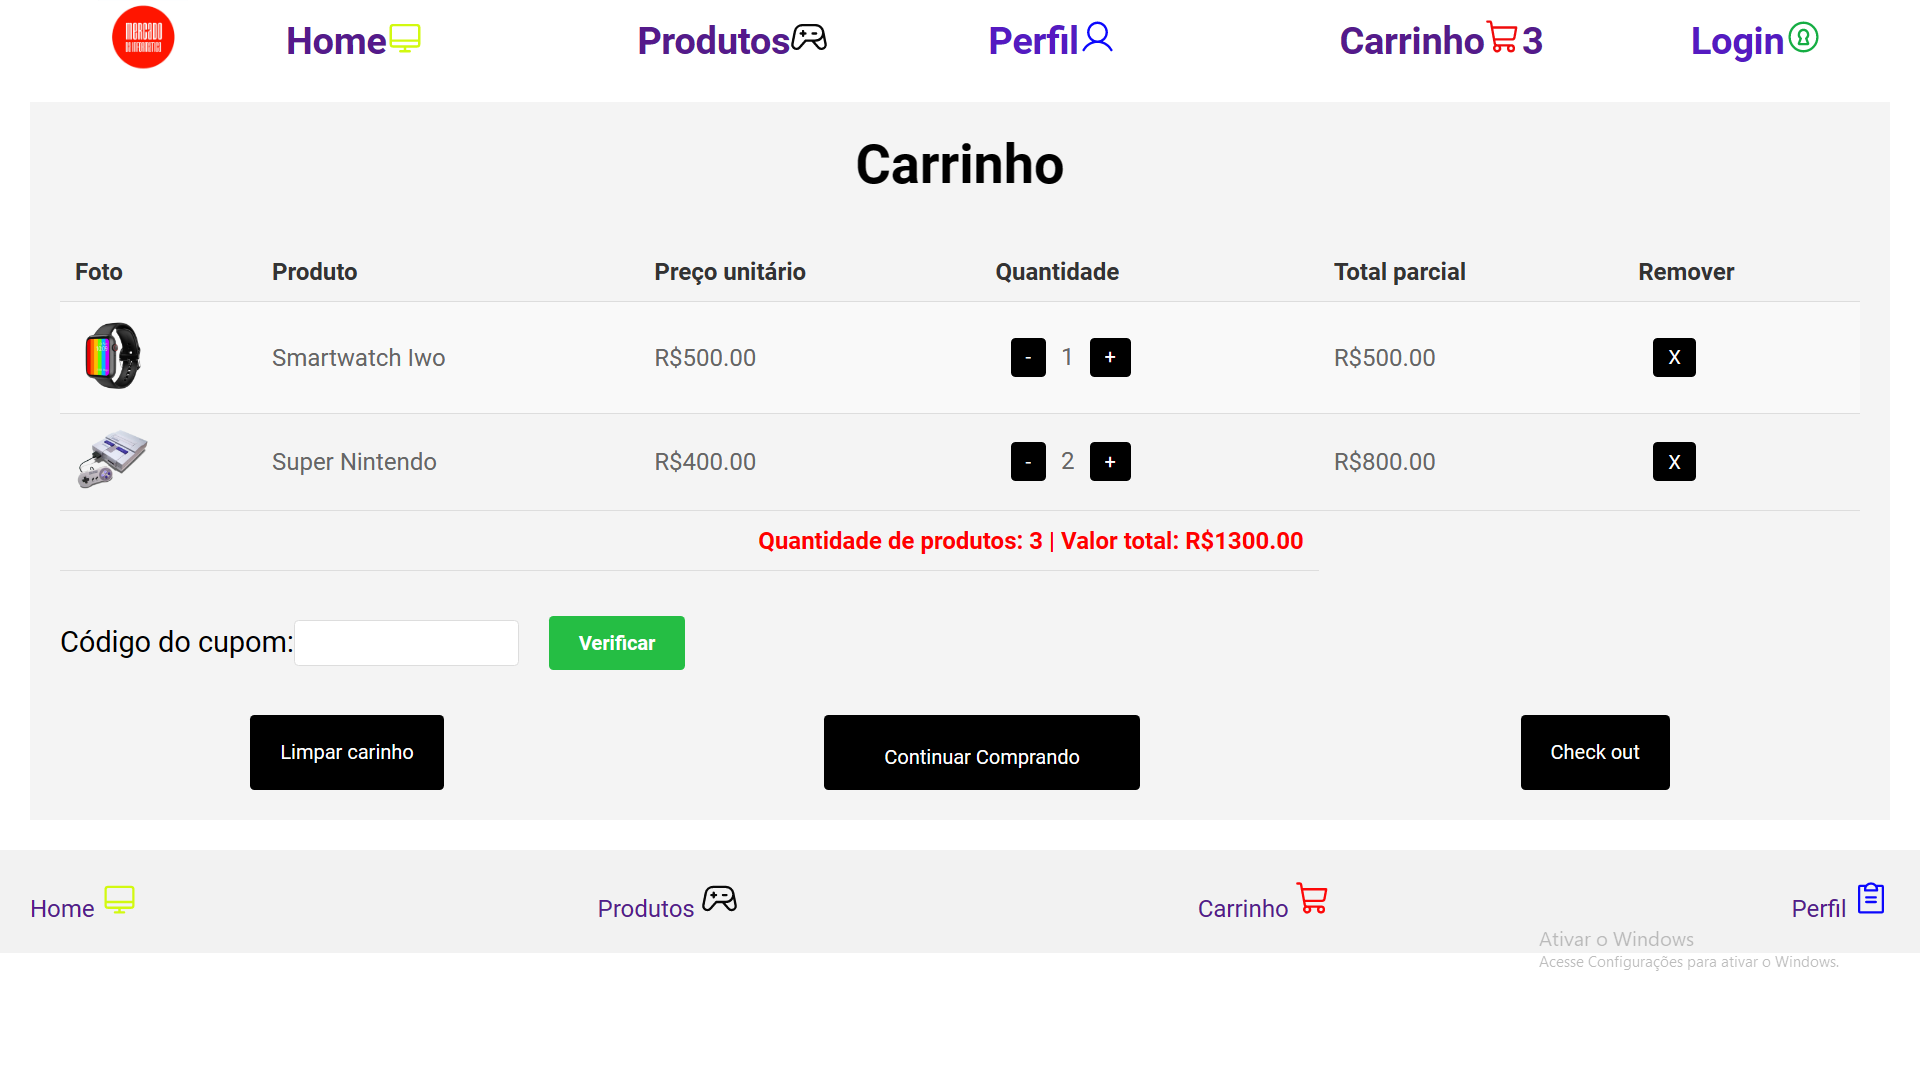 MERCADO
DA INFORMÁTICA
Home
Produtos
Perfil
Carrinho 3
Login
Carrinho
Foto Produto Preço unitário Quantidade Total parcial Remover
Smartwatch Iwo R$500.00 - 1 + R$500.00 X
Super Nintendo R$400.00 - 2 + R$800.00 X
Quantidade de produtos: 3 | Valor total: R$1300.00
Código do cupom:
Verificar
Limpar carinho
Continuar Comprando
Check out
Home
Produtos
Carrinho
Perfil
Ativar o Windows
Acesse Configurações para ativar o Windows.